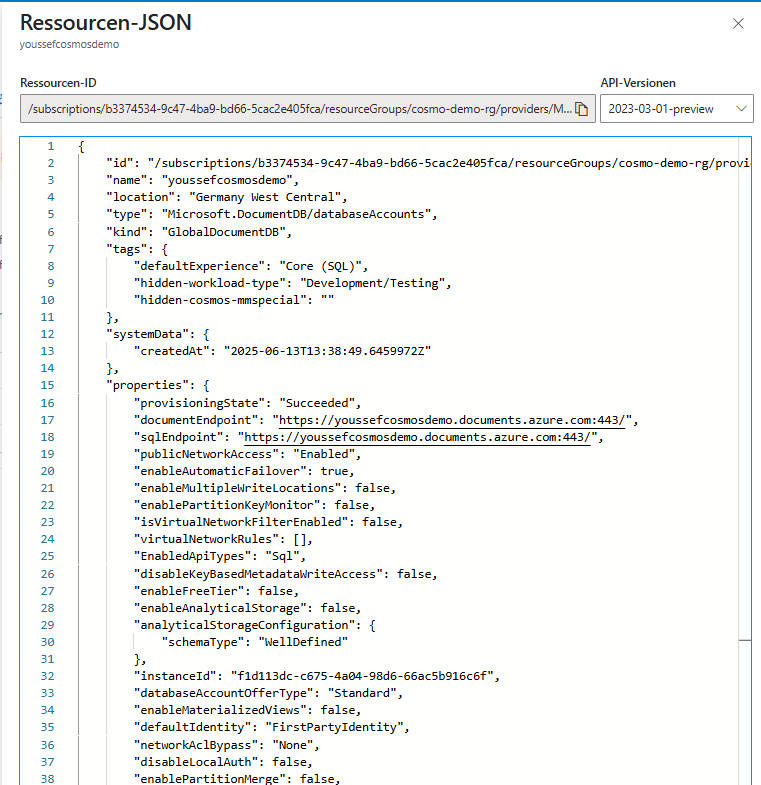 Ressourcen-JSON
youssefcosmosdemo
Ressourcen-ID
API-Versionen
/subscriptions/b3374534-9c47-4ba9-bd66-5cac2e405fca/resourceGroups/cosmo-demo-rg/providers/M...
2023-03-01-preview
1 {
2 "id": "/subscriptions/b3374534-9c47-4ba9-bd66-5cac2e405fca/resourceGroups/cosmo-demo-rg/provi
3 "name": "youssefcosmosdemo",
4 "location": "Germany West Central",
5 "type": "Microsoft.DocumentDB/databaseAccounts",
6 "kind": "GlobalDocumentDB",
7 "tags": {
8 "defaultExperience": "Core (SQL)",
9 "hidden-workload-type": "Development/Testing",
10 "hidden-cosmos-mmspecial": ""
11 },
12 "systemData": {
13 "createdAt": "2025-06-13T13:38:49.6459972Z"
14 },
15 "properties": {
16 "provisioningState": "Succeeded",
17 "documentEndpoint": "https://youssefcosmosdemo.documents.azure.com:443/",
18 "sqlEndpoint": "https://youssefcosmosdemo.documents.azure.com:443/",
19 "publicNetworkAccess": "Enabled",
20 "enableAutomaticFailover": true,
21 "enableMultipleWriteLocations": false,
22 "enablePartitionKeyMonitor": false,
23 "isVirtualNetworkFilterEnabled": false,
24 "virtualNetworkRules": [],
25 "EnabledApiTypes": "Sql",
26 "disableKeyBasedMetadataWriteAccess": false,
27 "enableFreeTier": false,
28 "enableAnalyticalStorage": false,
29 "analyticalStorageConfiguration": {
30 "schemaType": "WellDefined"
31 },
32 "instanceId": "f1d113dc-c675-4a04-98d6-66ac5b916c6f",
33 "databaseAccountOfferType": "Standard",
34 "enableMaterializedViews": false,
35 "defaultIdentity": "FirstPartyIdentity",
36 "networkAclBypass": "None",
37 "disableLocalAuth": false,
38 "enablePartitionMerge": false,